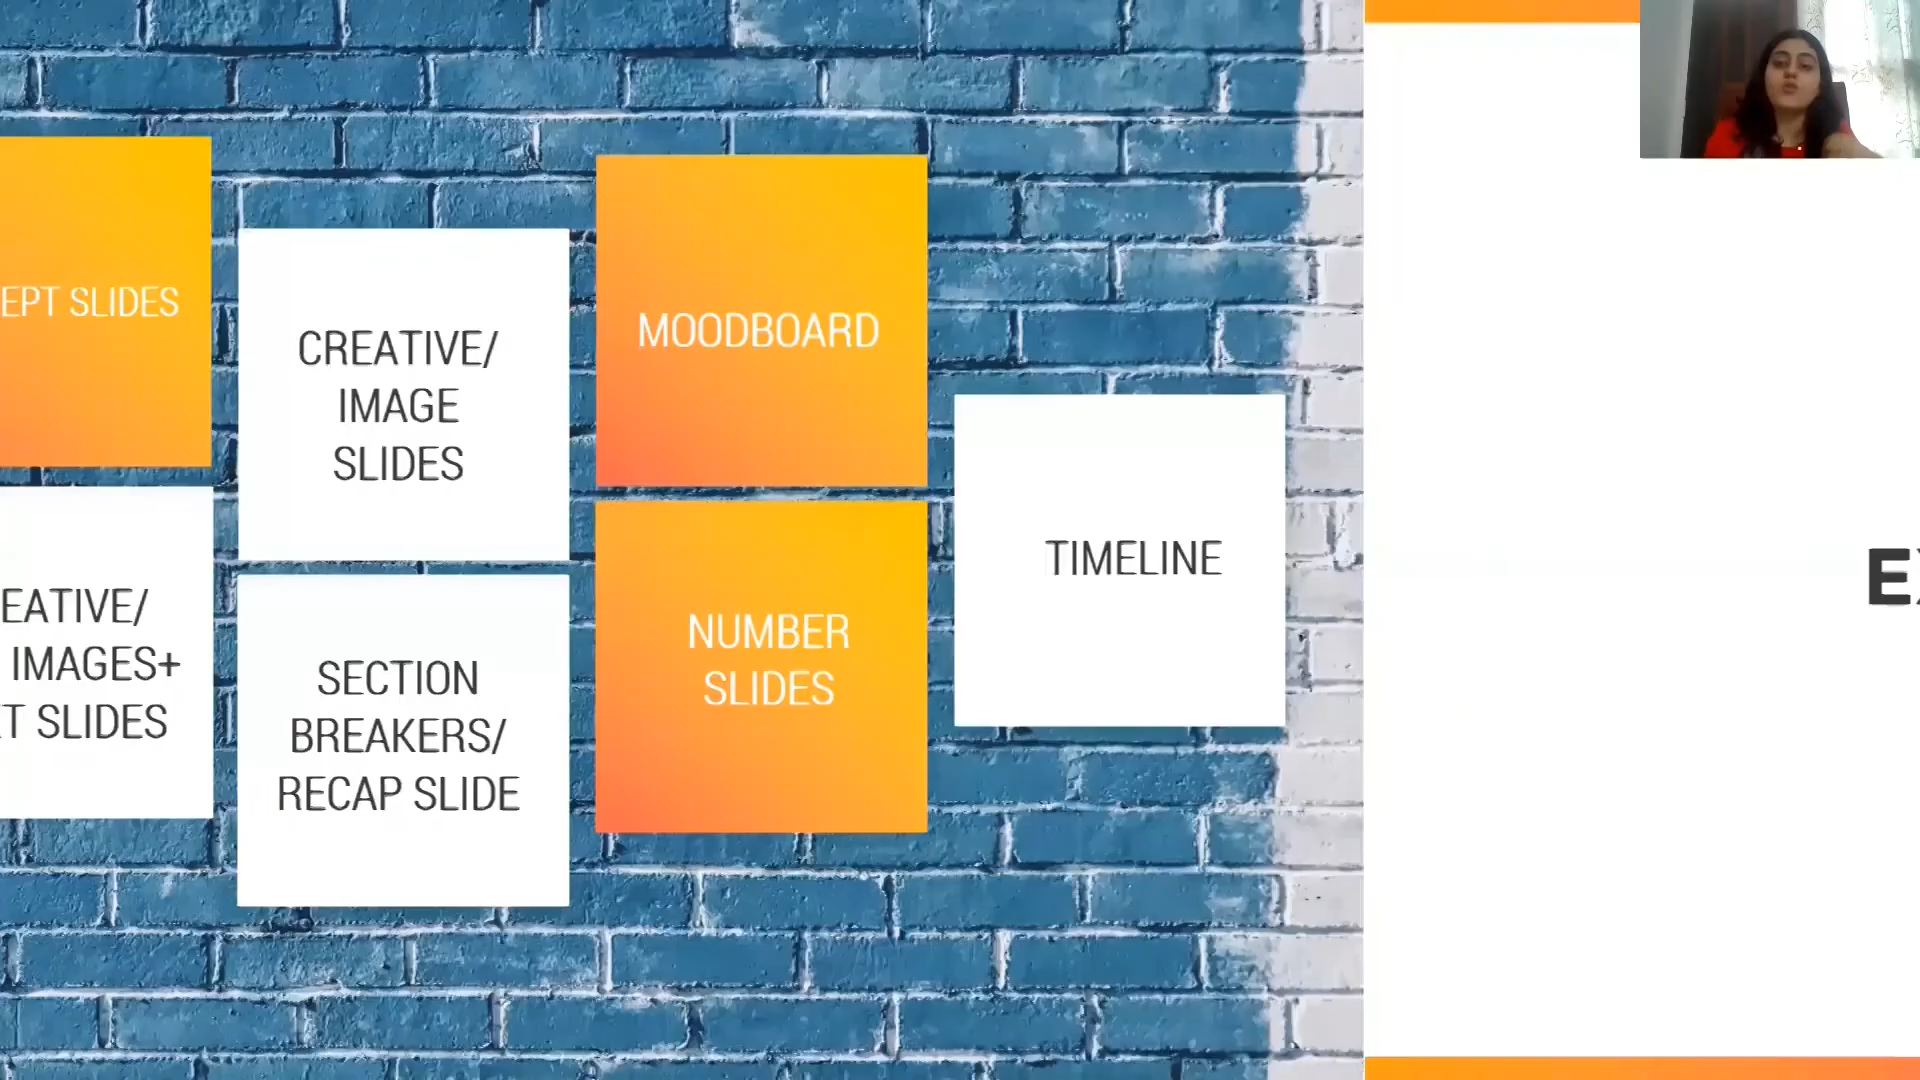 EPT SLIDES
EATIVE/
IMAGES+
T SLIDES
CREATIVE/
IMAGE
SLIDES
SECTION
BREAKERS/
RECAP SLIDE
MOODBOARD
NUMBER
SLIDES
TIMELINE